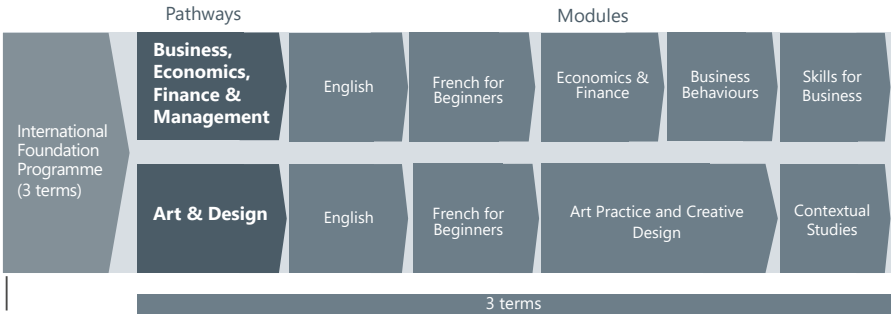 Pathways
Modules
International
Foundation
Programme
(3 terms)
Business,
Economics,
Finance &
Management
English
French for
Beginners
Economics &
Finance
Business
Behaviours
Skills for
Business
Art & Design
English
French for
Beginners
Art Practice and Creative
Design
Contextual
Studies
3 terms